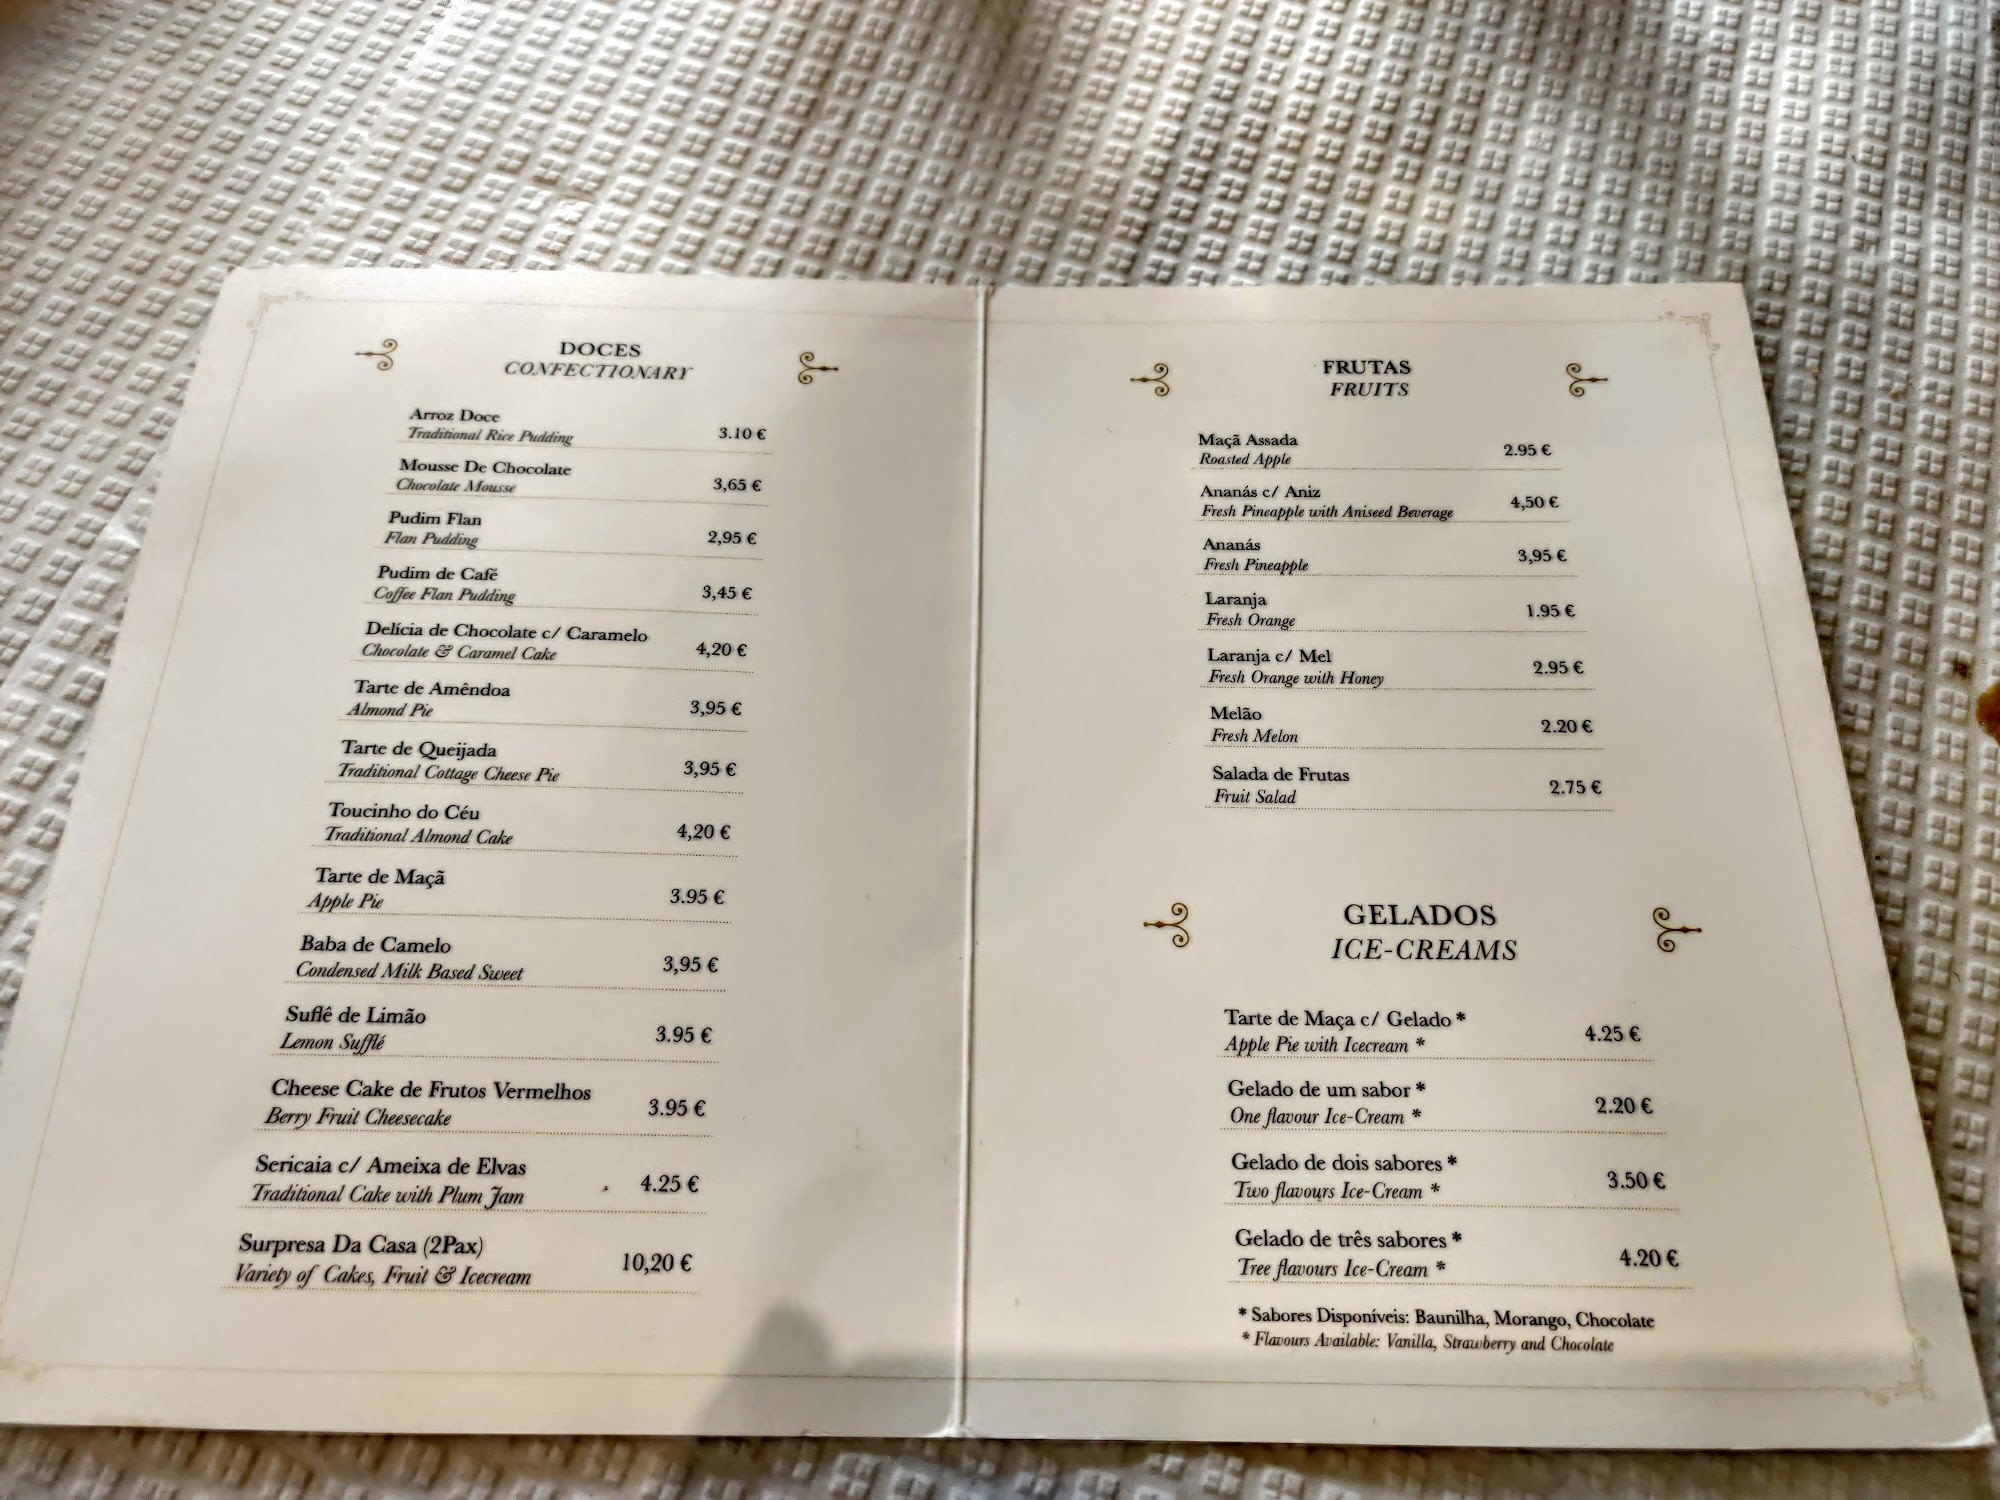 DOCES
CONFECTIONARY
Arroz Doce
Traditional Rice Pudding 3.10 €
Mousse De Chocolate
Chocolate Mousse 3,65 €
Pudim Flan
Flan Pudding 2,95 €
Pudim de Café
Coffee Flan Pudding 3,45 €
Delícia de Chocolate c/ Caramelo
Chocolate & Caramel Cake 4,20 €
Tarte de Amêndoa
Almond Pie 3,95 €
Tarte de Queijada
Traditional Cottage Cheese Pie 3,95 €
Toucinho do Céu
Traditional Almond Cake 4,20 €
Tarte de Maçã
Apple Pie 3.95 €
Baba de Camelo
Condensed Milk Based Sweet 3,95 €
Suflê de Limão
Lemon Sufflé 3.95 €
Cheese Cake de Frutos Vermelhos
Berry Fruit Cheesecake 3.95 €
Sericaia c/ Ameixa de Elvas
Traditional Cake with Plum Jam 4.25 €
Surpresa Da Casa (2Pax)
Variety of Cakes, Fruit & Icecream 10,20 €
FRUTAS
FRUITS
Maçã Assada
Roasted Apple 2.95 €
Ananás c/ Aniz
Fresh Pineapple with Aniseed Beverage 4,50 €
Ananás
Fresh Pineapple 3,95 €
Laranja
Fresh Orange 1.95 €
Laranja c/ Mel
Fresh Orange with Honey 2.95 €
Melão
Fresh Melon 2.20 €
Salada de Frutas
Fruit Salad 2.75 €
GELADOS
ICE-CREAMS
Tarte de Maça c/ Gelado *
Apple Pie with Icecream * 4.25 €
Gelado de um sabor *
One flavour Ice-Cream * 2.20 €
Gelado de dois sabores *
Two flavours Ice-Cream * 3.50 €
Gelado de três sabores *
Tree flavours Ice-Cream * 4.20 €
* Sabores Disponíveis: Baunilha, Morango, Chocolate
* Flavours Available: Vanilla, Strawberry and Chocolate